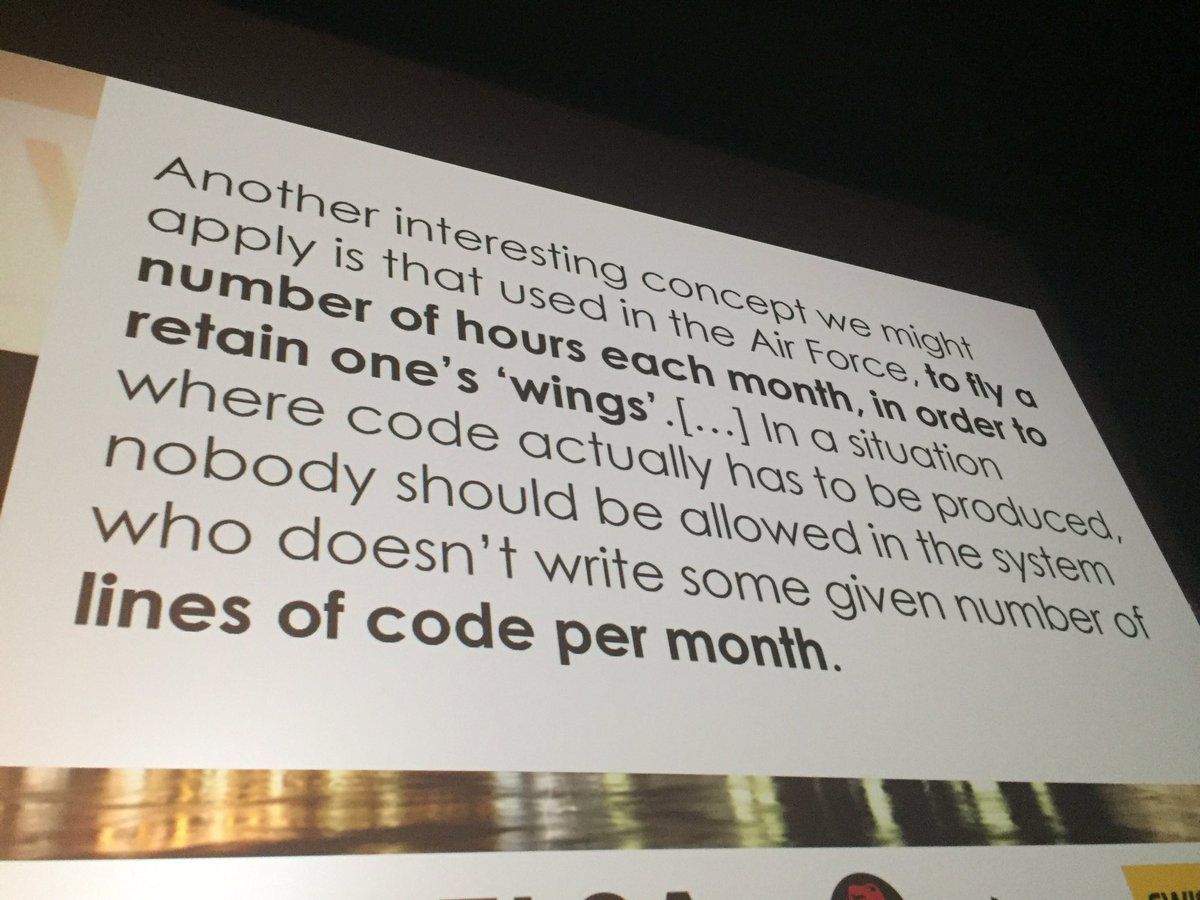 Another interesting concept we might
apply is that used in the Air Force, to fly a
number of hours each month, in order to
retain one’s ‘wings’.[…] In a situation
where code actually has to be produced,
nobody should be allowed in the system
who doesn’t write some given number of
lines of code per month.